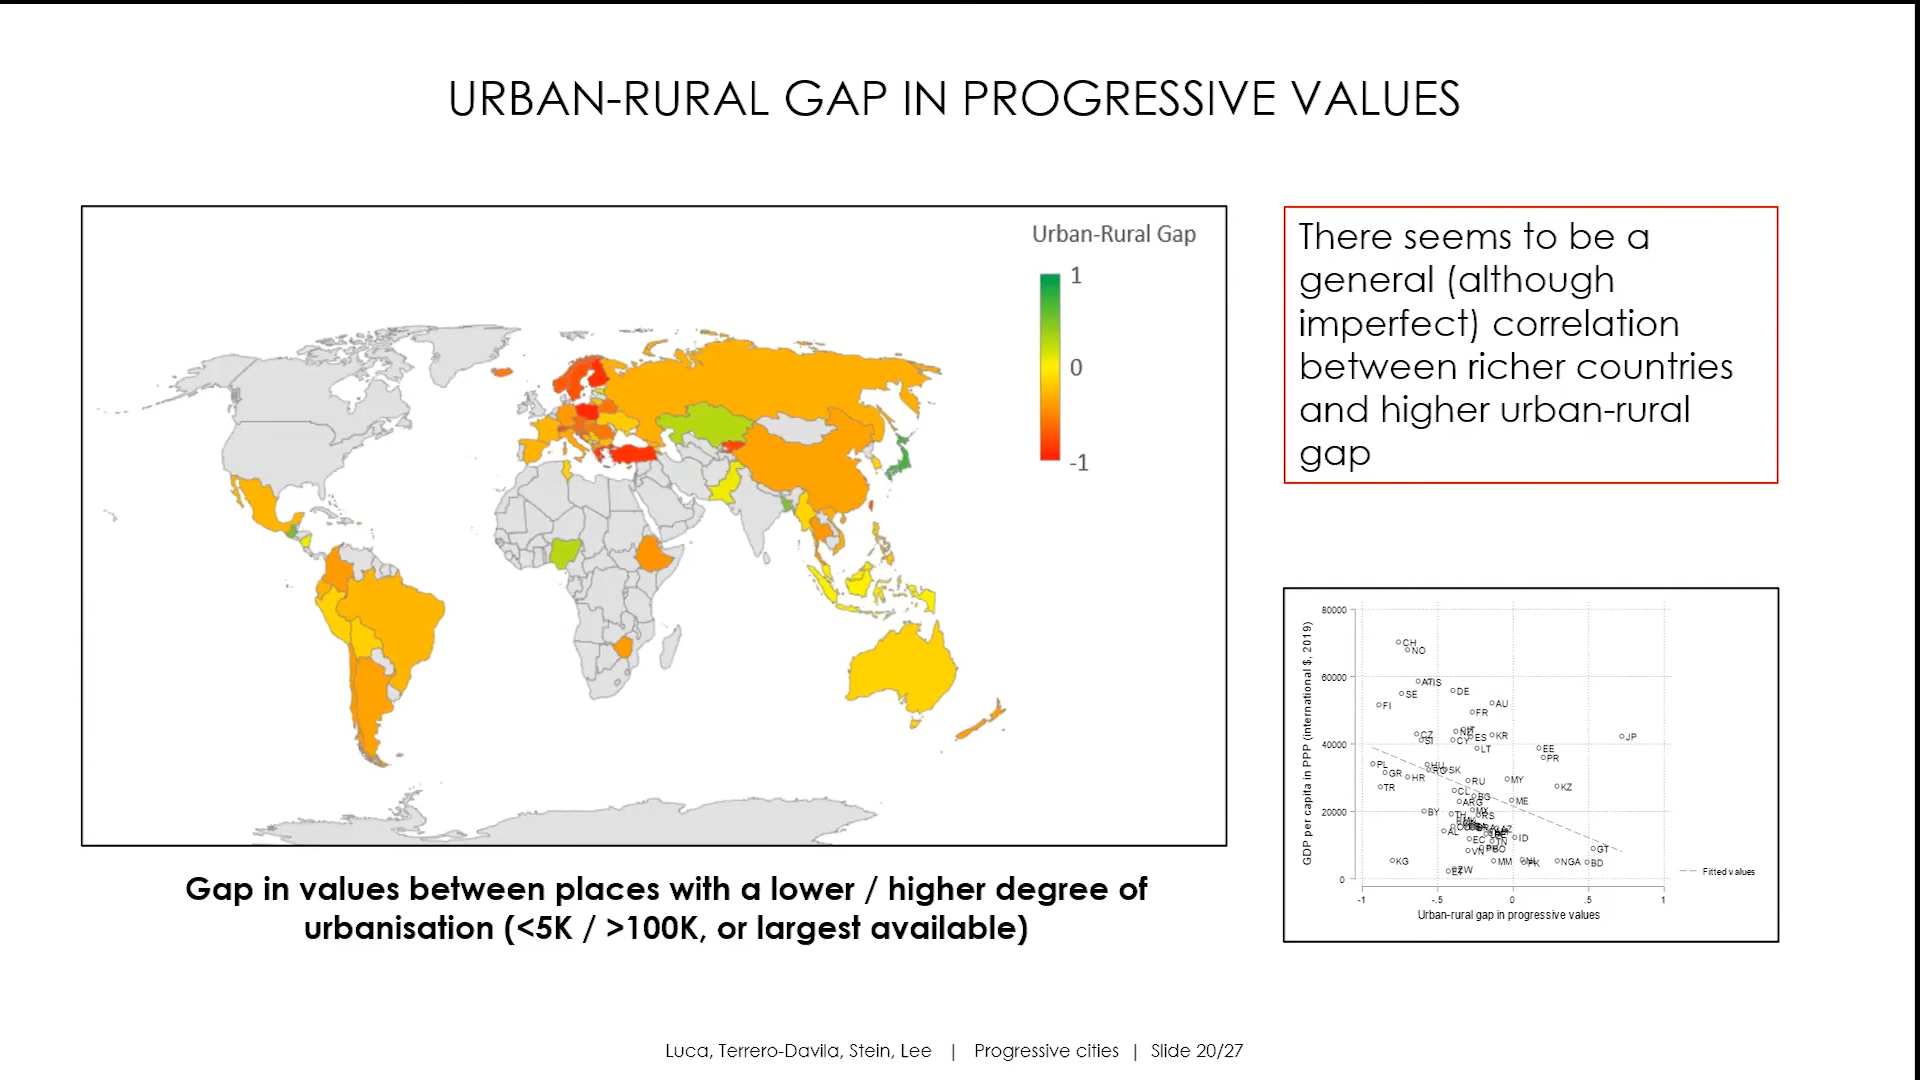 URBAN-RURAL GAP IN PROGRESSIVE VALUES
Urban-Rural Gap
1
0
-1
There seems to be a
general (although
imperfect) correlation
between richer countries
and higher urban-rural
gap
Gap in values between places with a lower / higher degree of
urbanisation (<5K / >100K, or largest available)
GDP per capita in PPP (international $, 2019)
80000
60000
40000
20000
0
CH
NO
IS
SE
DE
FI
AU
FR
CZ
SI
CY
ES
KR
LT
JP
EE
PR
PL
GR
HR
HU
SK
TR
RU
MY
KZ
CL
BG
ARG
ME
BY
MX
TH
RS
AL
EC
TN
ID
VN
GT
KG
MM
PK
NGA
BD
ZW
-1
-.5
0
.5
1
Urban-rural gap in progressive values
Fitted values
Luca, Terrero-Davila, Stein, Lee | Progressive cities | Slide 20/27